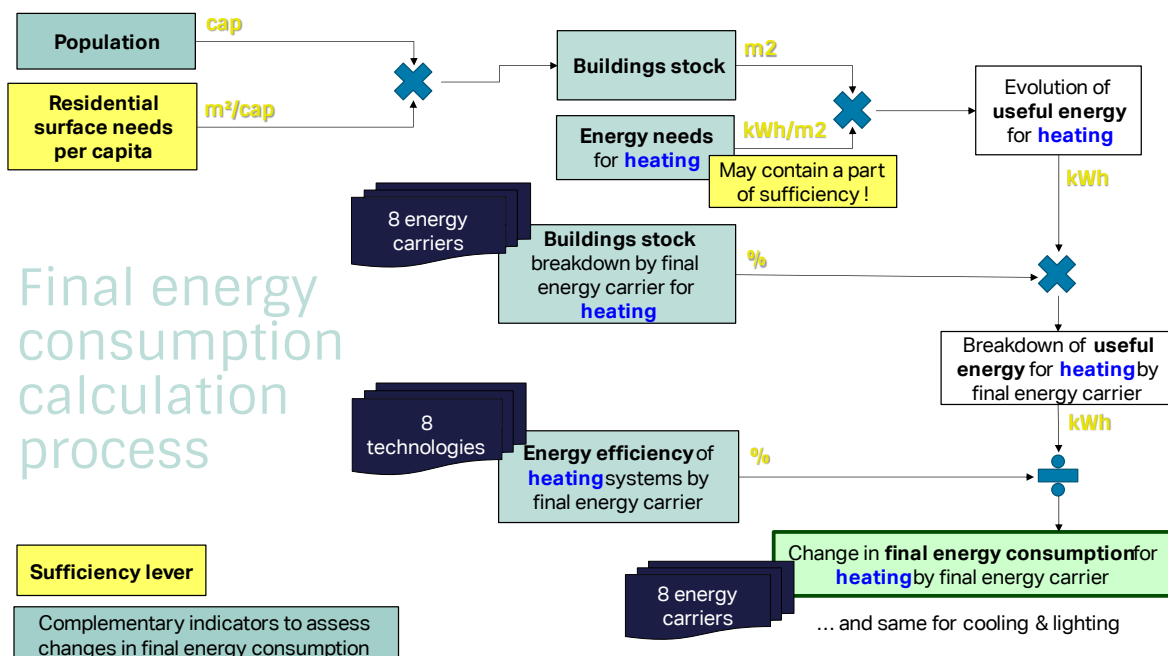 Population
cap
Residential
surface needs
per capita
m²/cap
Buildings stock
m2
Energy needs
for heating
kWh/m2
May contain a part
of sufficiency !
Evolution of
useful energy
for heating
kWh
8 energy
carriers
Buildings stock
breakdown by final
energy carrier for
heating
%
Final energy
consumption
calculation
process
Breakdown of useful
energy for heating by
final energy carrier
kWh
8
technologies
Energy efficiency of
heating systems by
final energy carrier
%
Sufficiency lever
Complementary indicators to assess
changes in final energy consumption
Change in final energy consumption for
heating by final energy carrier
8 energy
carriers
... and same for cooling & lighting